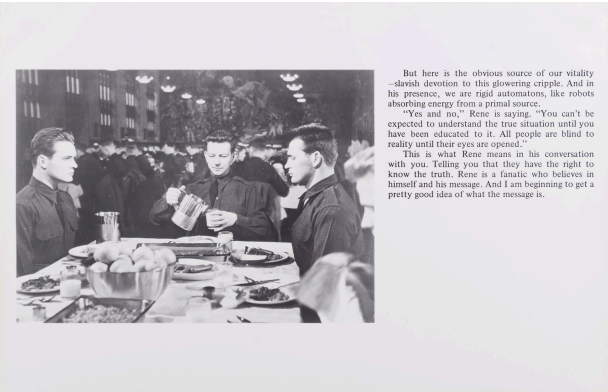 But here is the obvious source of our vitality
—slavish devotion to this glowering cripple. And in
his presence, we are rigid automatons, like robots
absorbing energy from a primal source.
"Yes and no," Rene is saying. "You can't be
expected to understand the true situation until you
have been educated to it. All people are blind to
reality until their eyes are opened."
This is what Rene means in his conversation
with you. Telling you that they have the right to
know the truth. Rene is a fanatic who believes in
himself and his message. And I am beginning to get a
pretty good idea of what the message is.